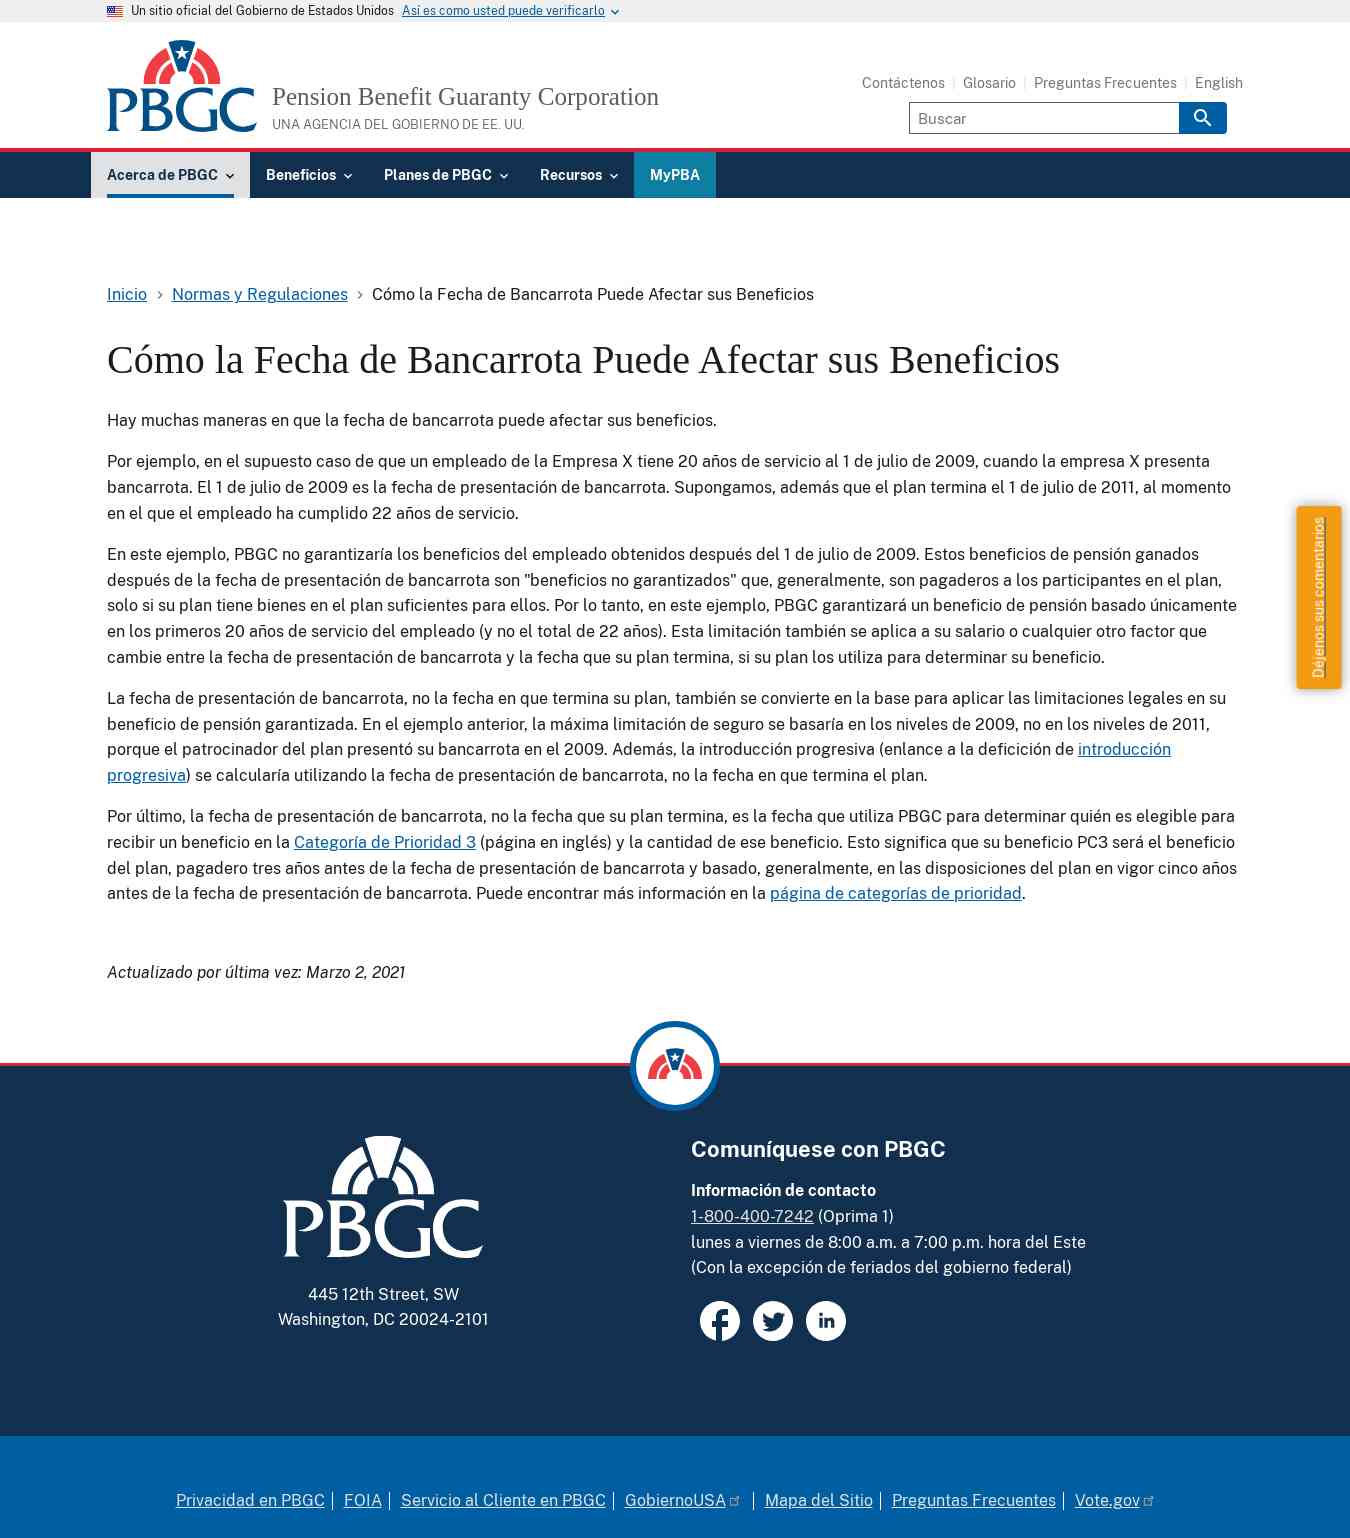 Un sitio oficial del Gobierno de Estados Unidos Así es como usted puede verificarlo
PBGC
Pension Benefit Guaranty Corporation
UNA AGENCIA DEL GOBIERNO DE EE. UU.
Contáctenos Glosario Preguntas Frecuentes English
Buscar
Acerca de PBGC Beneficios Planes de PBGC Recursos MyPBA
Inicio Normas y Regulaciones Cómo la Fecha de Bancarrota Puede Afectar sus Beneficios
Cómo la Fecha de Bancarrota Puede Afectar sus Beneficios
Hay muchas maneras en que la fecha de bancarrota puede afectar sus beneficios.
Por ejemplo, en el supuesto caso de que un empleado de la Empresa X tiene 20 años de servicio al 1 de julio de 2009, cuando la empresa X presenta
bancarrota. El 1 de julio de 2009 es la fecha de presentación de bancarrota. Supongamos, además que el plan termina el 1 de julio de 2011, al momento
en el que el empleado ha cumplido 22 años de servicio.
En este ejemplo, PBGC no garantizaría los beneficios del empleado obtenidos después del 1 de julio de 2009. Estos beneficios de pensión ganados
después de la fecha de presentación de bancarrota son "beneficios no garantizados" que, generalmente, son pagaderos a los participantes en el plan,
solo si su plan tiene bienes en el plan suficientes para ellos. Por lo tanto, en este ejemplo, PBGC garantizará un beneficio de pensión basado únicamente
en los primeros 20 años de servicio del empleado (y no el total de 22 años). Esta limitación también se aplica a su salario o cualquier otro factor que
cambie entre la fecha de presentación de bancarrota y la fecha que su plan termina, si su plan los utiliza para determinar su beneficio.
La fecha de presentación de bancarrota, no la fecha en que termina su plan, también se convierte en la base para aplicar las limitaciones legales en su
beneficio de pensión garantizada. En el ejemplo anterior, la máxima limitación de seguro se basaría en los niveles de 2009, no en los niveles de 2011,
porque el patrocinador del plan presentó su bancarrota en el 2009. Además, la introducción progresiva (enlance a la deficición de introducción
progresiva) se calcularía utilizando la fecha de presentación de bancarrota, no la fecha en que termina el plan.
Por último, la fecha de presentación de bancarrota, no la fecha que su plan termina, es la fecha que utiliza PBGC para determinar quién es elegible para
recibir un beneficio en la Categoría de Prioridad 3 (página en inglés) y la cantidad de ese beneficio. Esto significa que su beneficio PC3 será el beneficio
del plan, pagadero tres años antes de la fecha de presentación de bancarrota y basado, generalmente, en las disposiciones del plan en vigor cinco años
antes de la fecha de presentación de bancarrota. Puede encontrar más información en la página de categorías de prioridad.
Actualizado por última vez: Marzo 2, 2021
Déjenos sus comentarios
PBGC
445 12th Street, SW
Washington, DC 20024-2101
Comuníquese con PBGC
Información de contacto
1-800-400-7242 (Oprima 1)
lunes a viernes de 8:00 a.m. a 7:00 p.m. hora del Este
(Con la excepción de feriados del gobierno federal)
Privacidad en PBGC FOIA Servicio al Cliente en PBGC GobiernoUSA Mapa del Sitio Preguntas Frecuentes Vote.gov